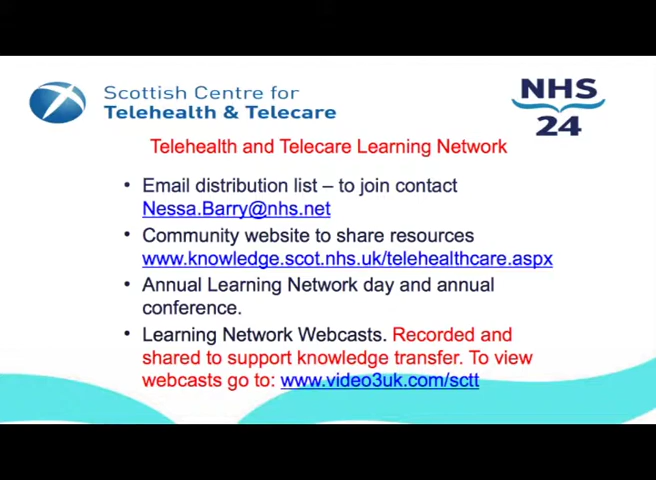 Scottish Centre for
Telehealth & Telecare
NHS
24
Telehealth and Telecare Learning Network
• Email distribution list – to join contact
Nessa.Barry@nhs.net
• Community website to share resources
www.knowledge.scot.nhs.uk/telehealthcare.aspx
• Annual Learning Network day and annual
conference.
• Learning Network Webcasts. Recorded and
shared to support knowledge transfer. To view
webcasts go to: www.video3uk.com/sctt